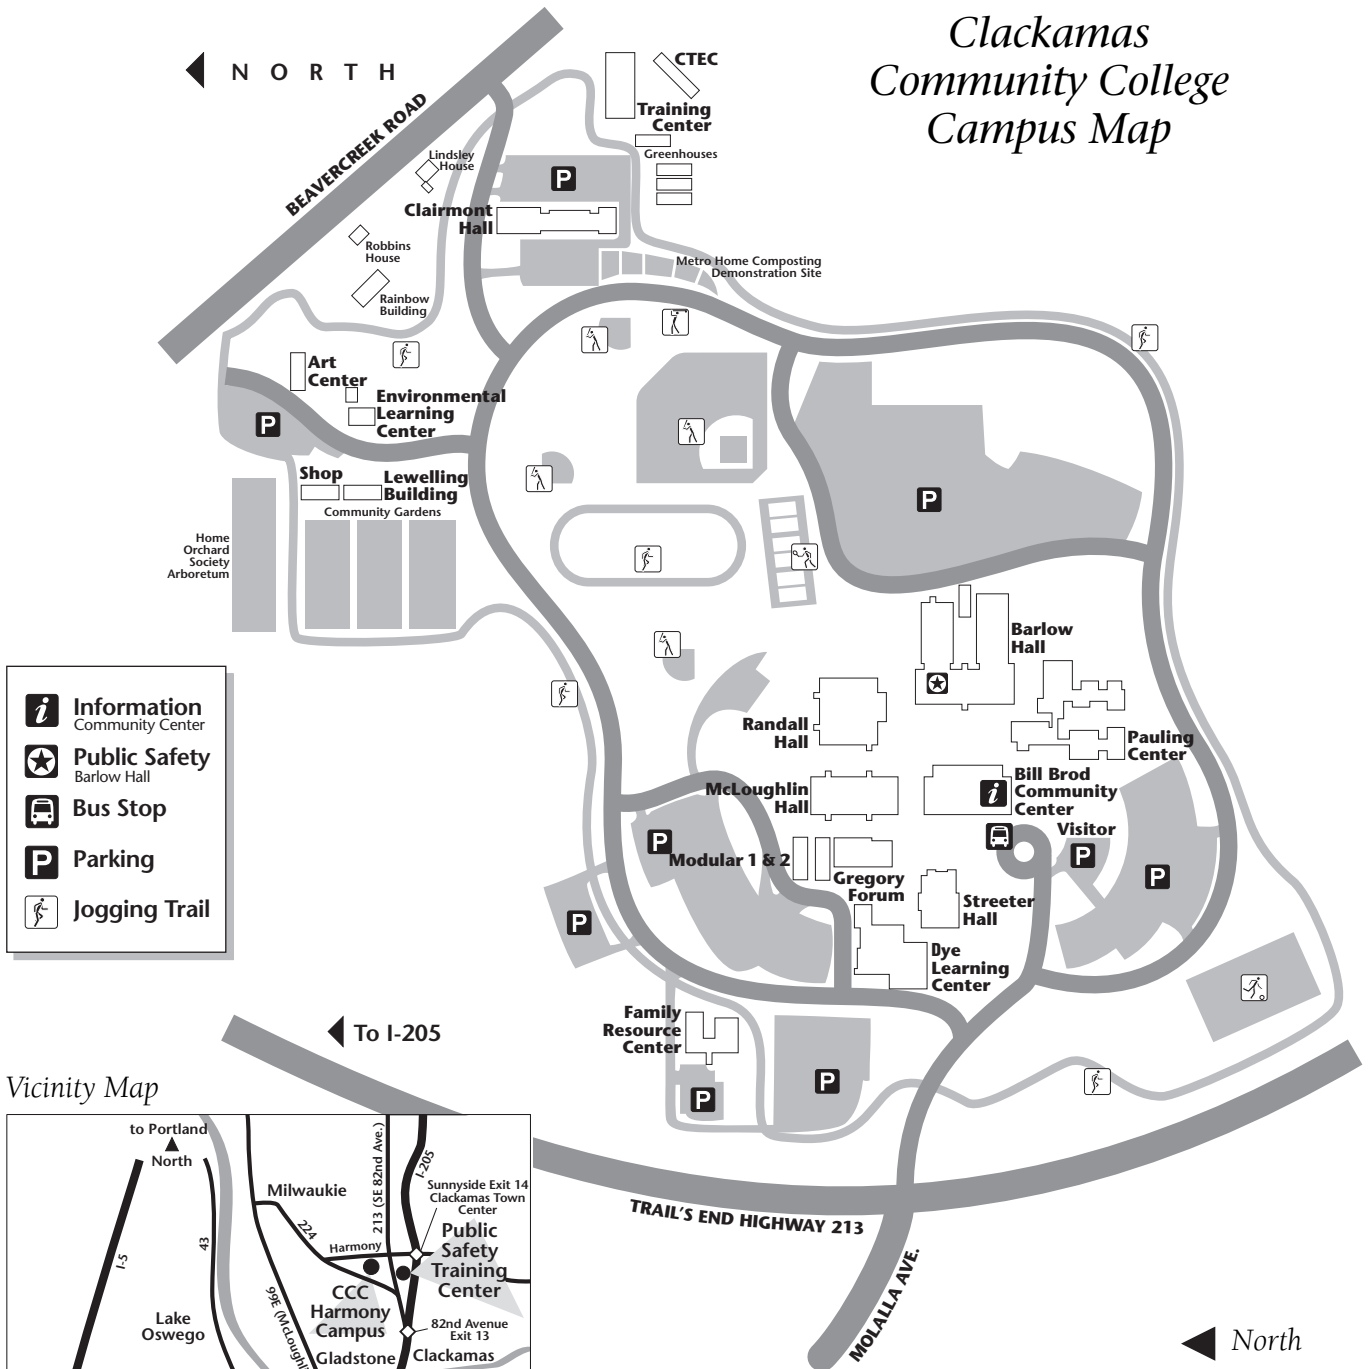 Clackamas
Community College
Campus Map
NORTH
BEAVERCREEK ROAD
CTEC
Training
Center
Greenhouses
Lindsley
House
P
Clairmont
Hall
Robbins
House
Rainbow
Building
Metro Home Composting
Demonstration Site
Art
Center
Environmental
Learning
Center
P
Shop
Lewelling
Building
Community Gardens
Home
Orchard
Society
Arboretum
P
Barlow
Hall
Randall
Hall
Pauling
Center
McLoughlin
Hall
i
Bill Brod
Community
Center
Visitor
P
P
P
Modular 1 & 2
Gregory
Forum
Streeter
Hall
P
Dye
Learning
Center
Family
Resource
Center
P
P
i
Information
Community Center
Public Safety
Barlow Hall
Bus Stop
P
Parking
Jogging Trail
To I-205
TRAIL'S END HIGHWAY 213
MOLALLA AVE.
North
Vicinity Map
to Portland
North
I-5
43
Lake
Oswego
Milwaukie
224
99E (McLoughl
Harmony
213 (SE 82nd Ave.)
I-205
Sunnyside Exit 14
Clackamas Town
Center
Public
Safety
Training
Center
CCC
Harmony
Campus
82nd Avenue
Exit 13
Gladstone
Clackamas